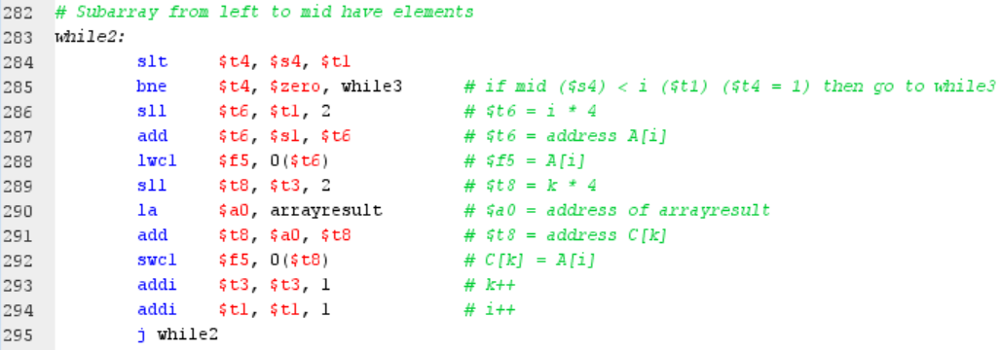 282 # Subarray from left to mid have elements
283 while2:
284 slt $t4, $s4, $t1
285 bne $t4, $zero, while3 # if mid ($s4) < i ($t1) ($t4 = 1) then go to while3
286 sll $t6, $t1, 2 # $t6 = i * 4
287 add $t6, $s1, $t6 # $t6 = address A[i]
288 lwc1 $f5, 0($t6) # $f5 = A[i]
289 sll $t8, $t3, 2 # $t8 = k * 4
290 la $a0, arrayresult # $a0 = address of arrayresult
291 add $t8, $a0, $t8 # $t8 = address C[k]
292 swc1 $f5, 0($t8) # C[k] = A[i]
293 addi $t3, $t3, 1 # k++
294 addi $t1, $t1, 1 # i++
295 j while2